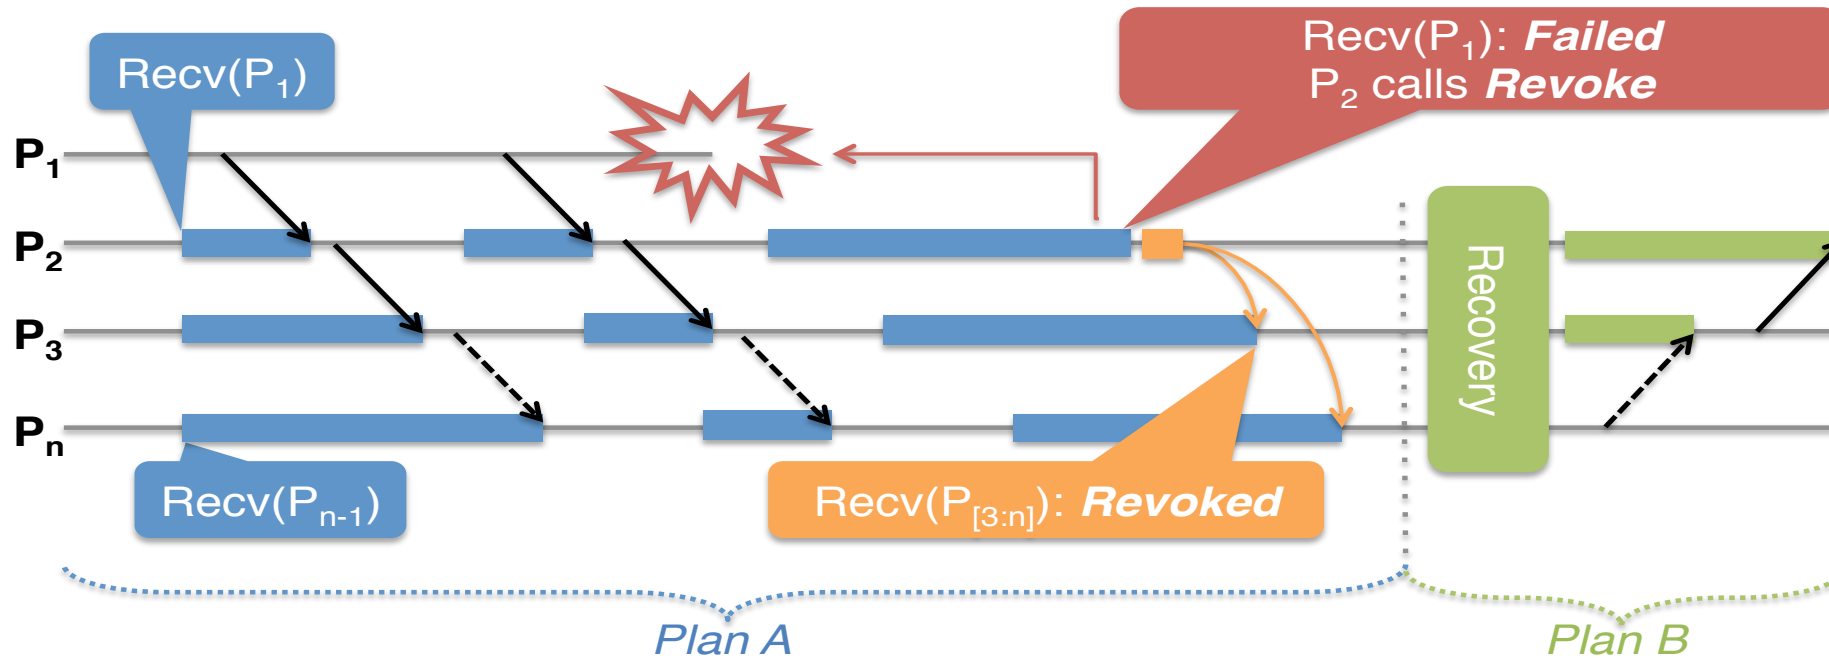 Recv(P1): Failed
P2 calls Revoke
Recv(P1)
P1
P2
P3
Pn
Recovery
Recv(Pn-1)
Recv(P[3:n]): Revoked
Plan A
Plan B